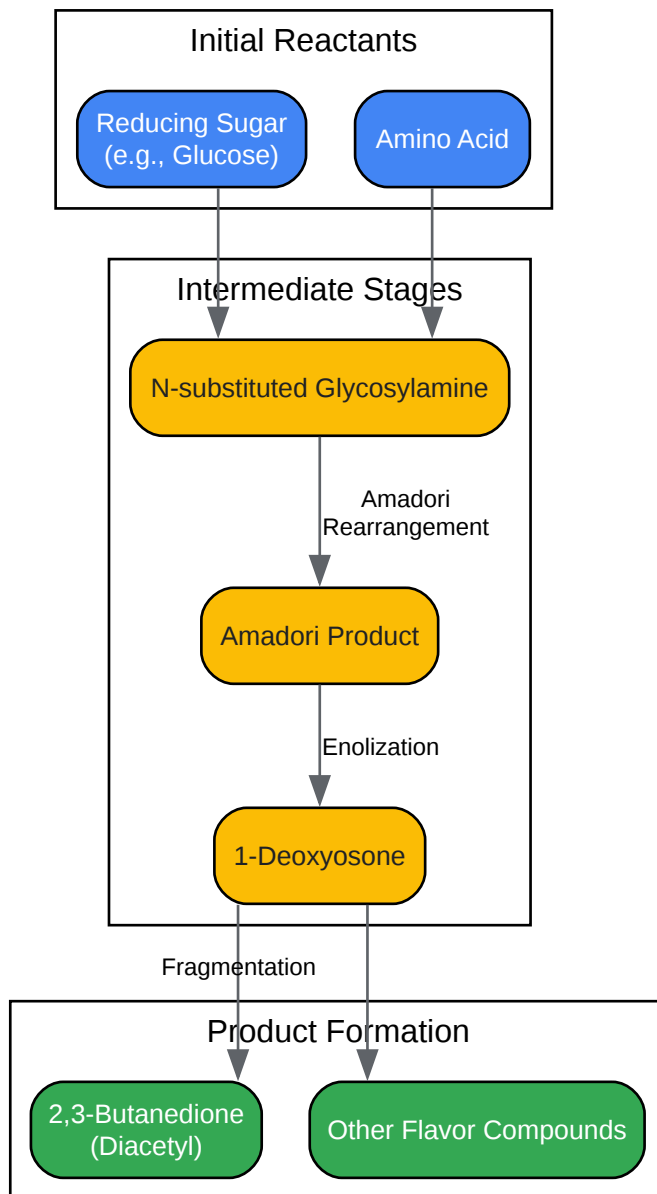 Initial Reactants
Reducing Sugar
(e.g., Glucose)
Amino Acid
Intermediate Stages
N-substituted Glycosylamine
Amadori
Rearrangement
Amadori Product
Enolization
1-Deoxyosone
Fragmentation
Product Formation
2,3-Butanedione
(Diacetyl)
Other Flavor Compounds